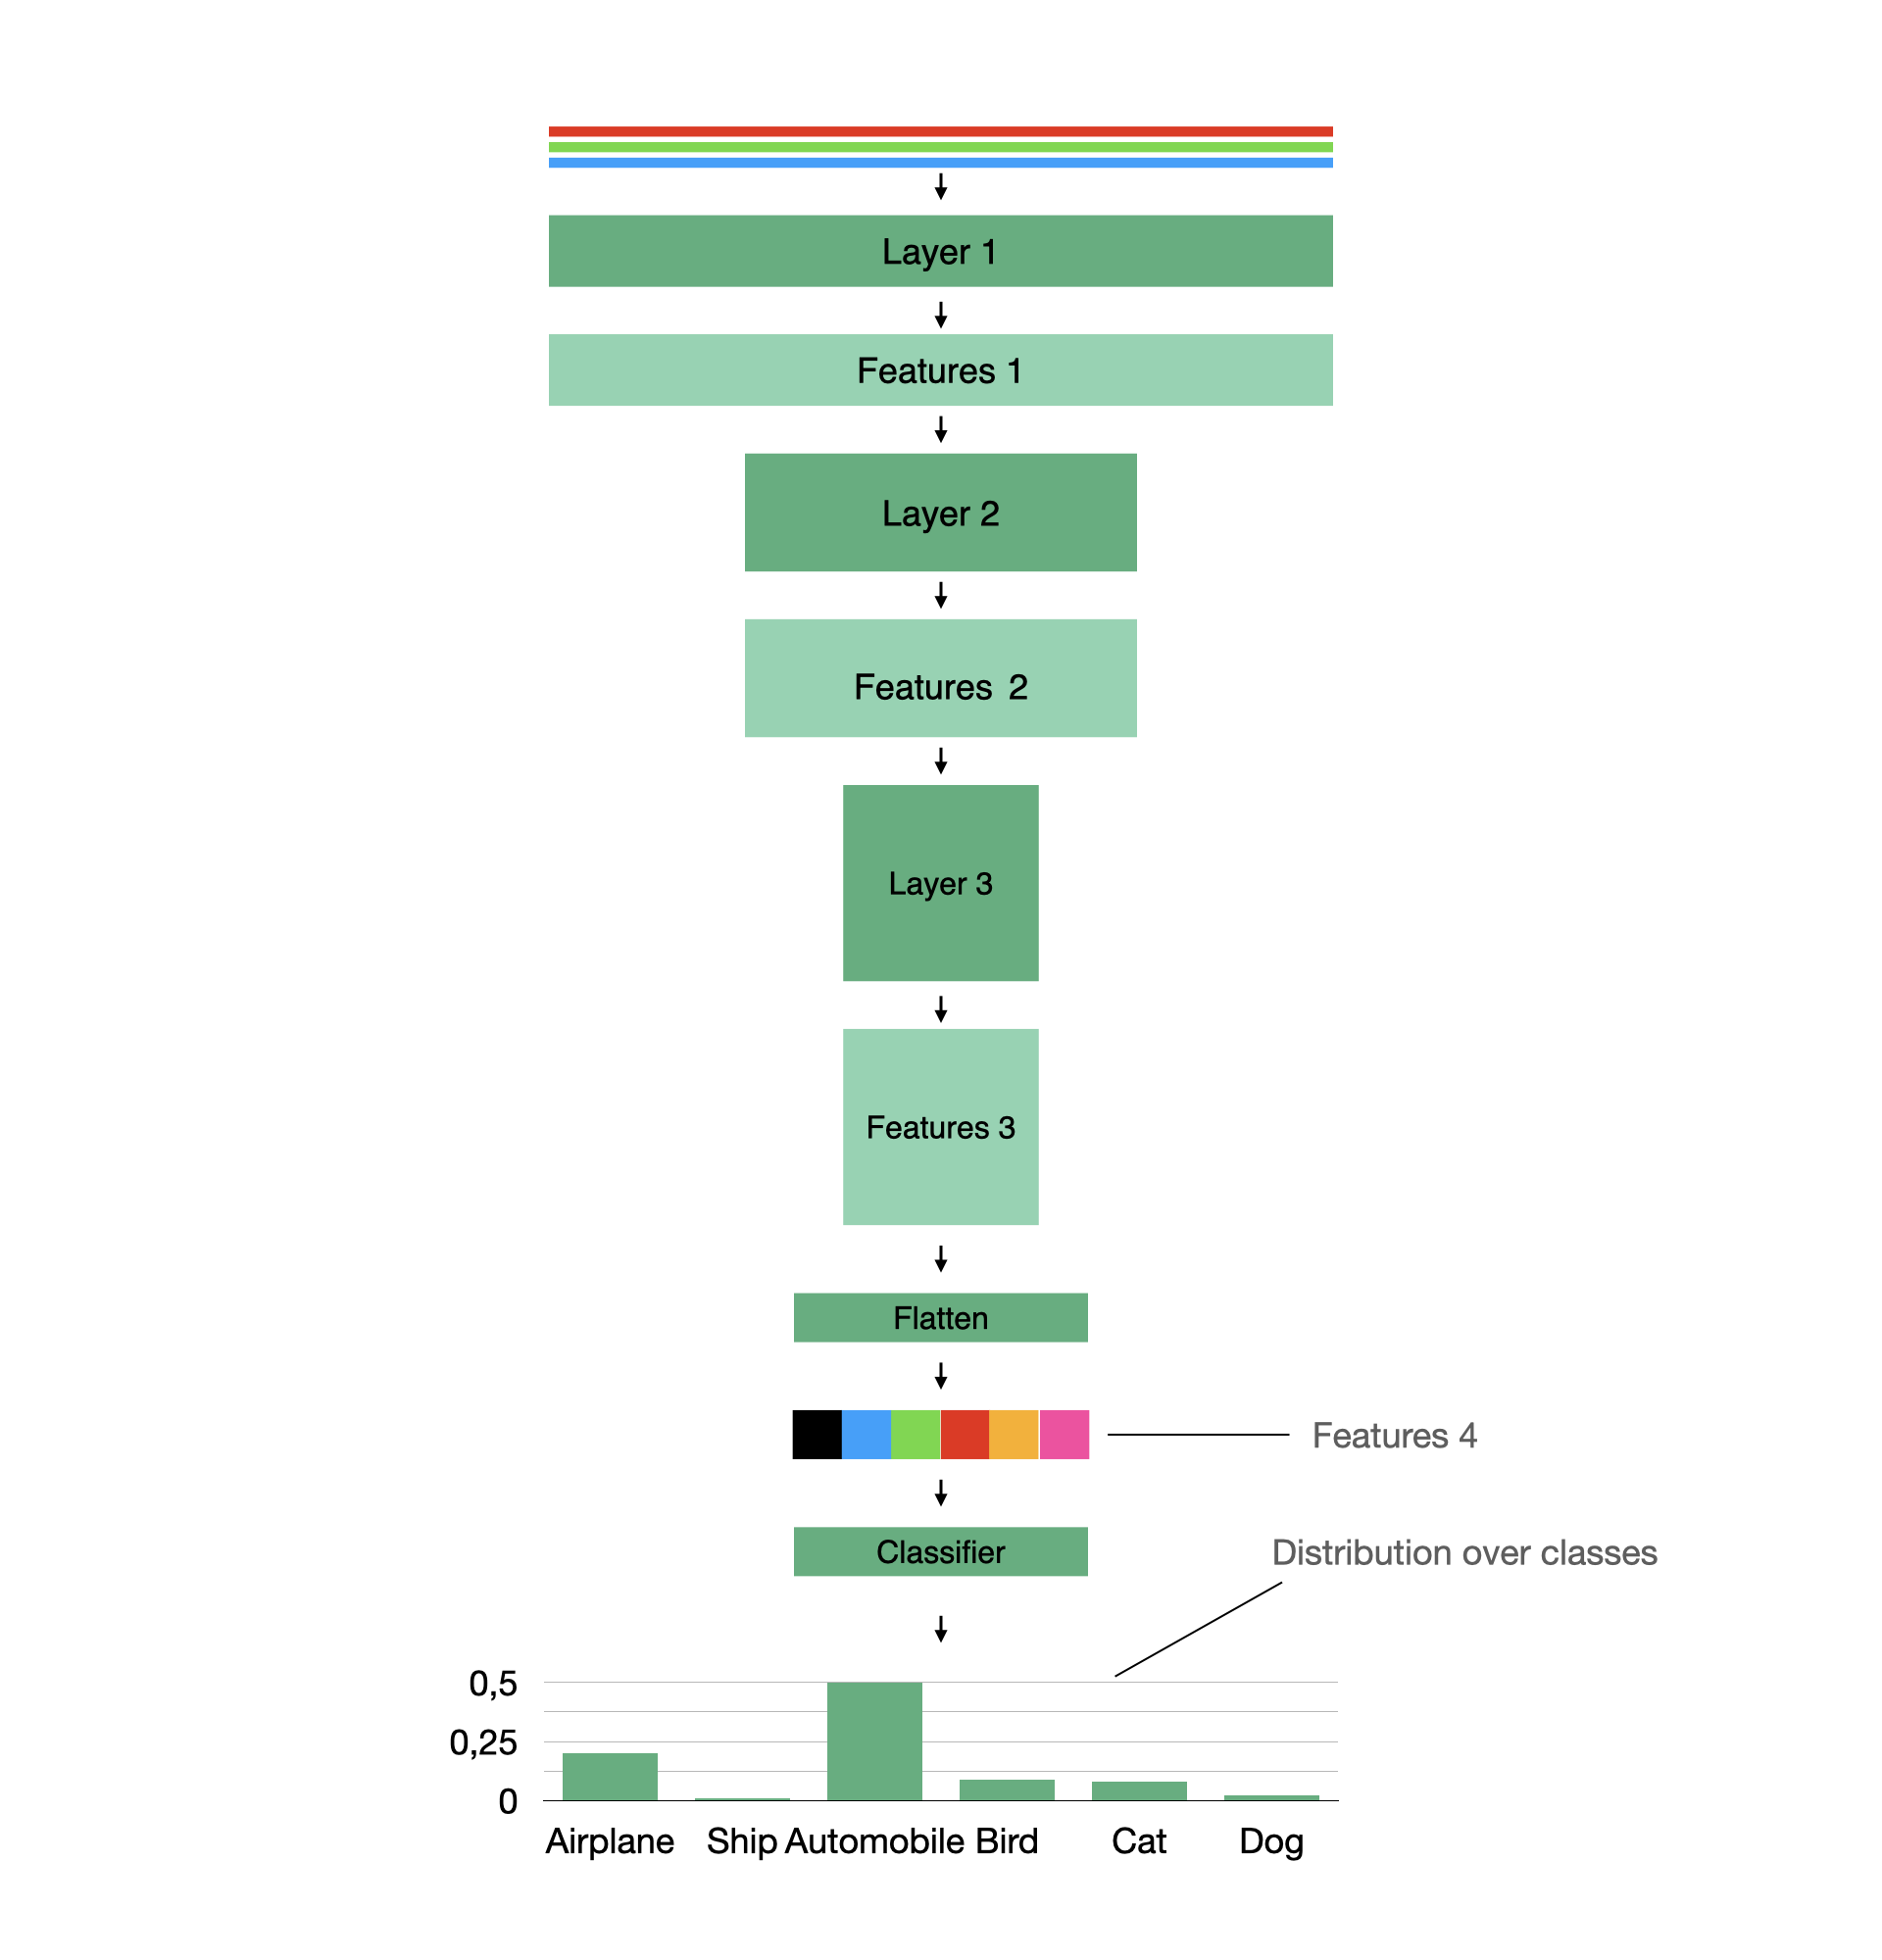 Layer 1
Features 1
Layer 2
Features 2
Layer 3
Features 3
Flatten
Features 4
Classifier
Distribution over classes
0,5
0,25
0
Airplane Ship Automobile Bird Cat Dog